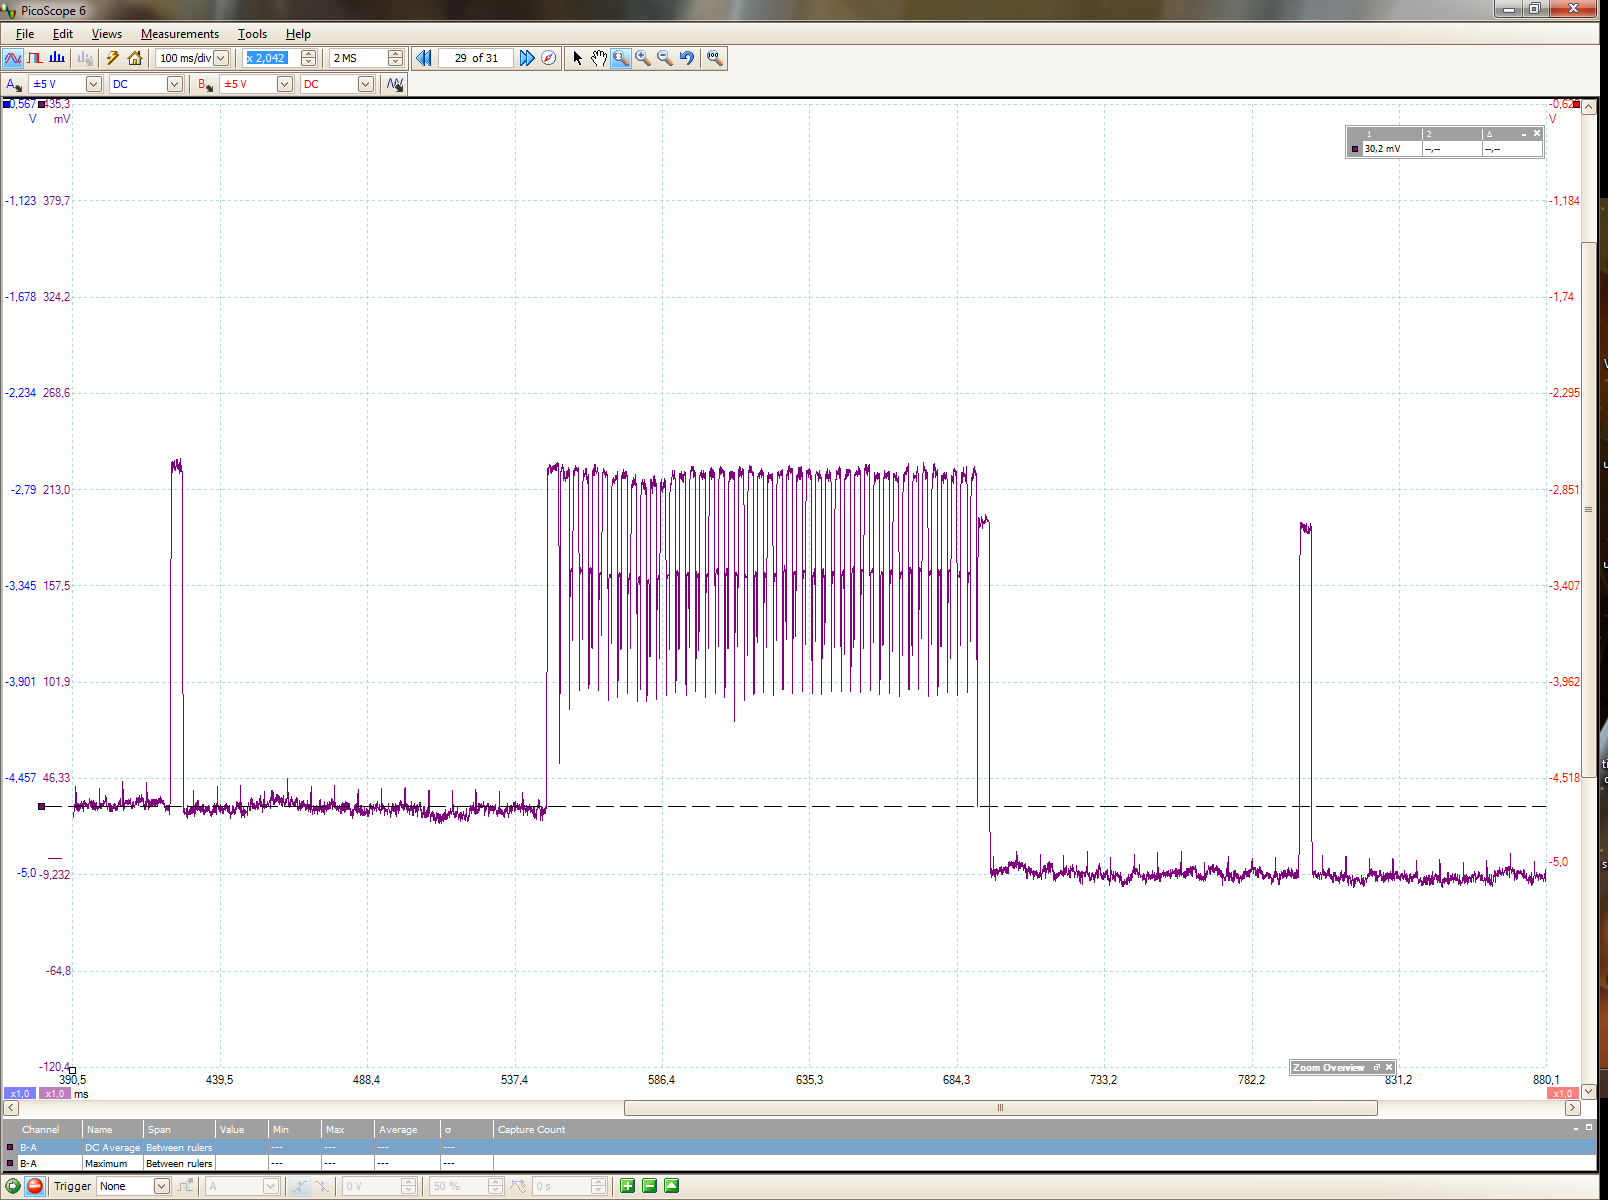 PicoScope 6
File Edit Views Measurements Tools Help
100 ms/div x 2,042 2 MS 29 of 31
A ±5 V DC B ±5 V DC
0,567 435,3 -0,62
V mV V
1 2 Δ
30,2 mV --,-- --,--
-1,123 379,7 -1,184
-1,678 324,2 -1,74
-2,234 268,6 -2,295
-2,79 213,0 -2,851
-3,345 157,5 -3,407
-3,901 101,9 -3,962
-4,457 46,33 -4,518
-5,0 -9,232 -5,0
-64,8
-120,4
Zoom Overview
390,5 439,5 488,4 537,4 586,4 635,3 684,3 733,2 782,2 831,2 880,1
x1,0 x1,0 ms x1,0
Channel Name Span Value Min Max Average σ Capture Count
B-A DC Average Between rulers --- --- --- ---
B-A Maximum Between rulers --- --- --- ---
Trigger None A 0 V 50 % 0 s